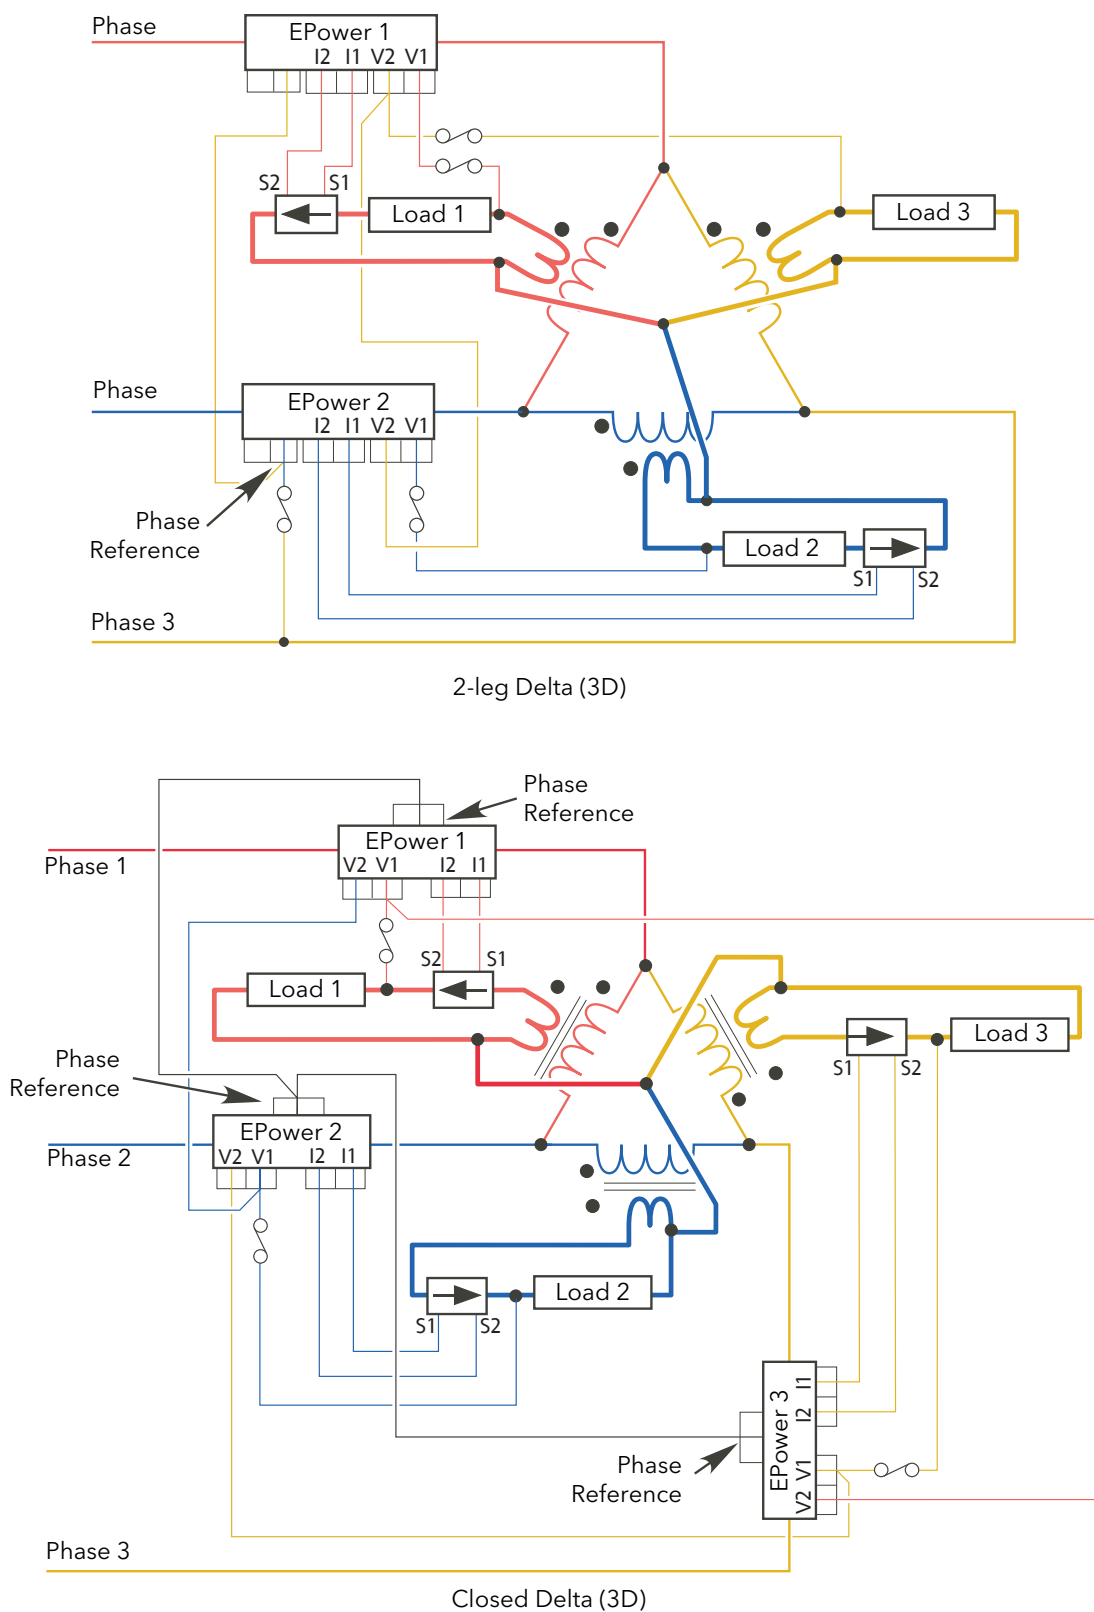 Phase
EPower 1
I2 I1 V2 V1
S2 S1
Load 1
Load 3
Phase
EPower 2
I2 I1 V2 V1
Phase
Reference
Load 2
S1 S2
Phase 3
2-leg Delta (3D)
Phase
Reference
EPower 1
Phase 1
V2 V1 I2 I1
S2 S1
Load 1
Load 3
S1 S2
Phase
Reference
EPower 2
Phase 2
V2 V1 I2 I1
Load 2
S1 S2
EPower 3
I1
I2
V1
V2
Phase
Reference
Phase 3
Closed Delta (3D)